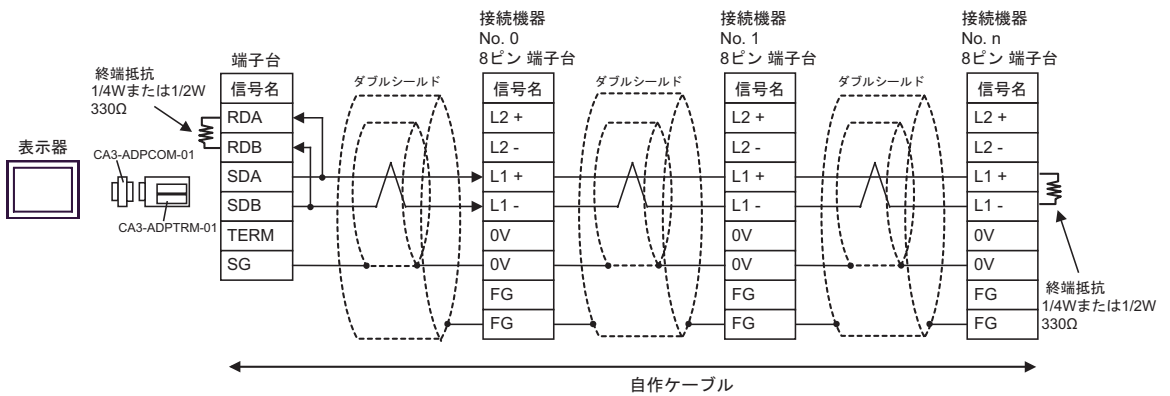 表示器
CA3-ADPCOM-01
CA3-ADPTRM-01
終端抵抗
1/4Wまたは1/2W
330Ω
端子台
信号名
RDA
RDB
SDA
SDB
TERM
SG
ダブルシールド
接続機器
No. 0
8ピン 端子台
信号名
L2 +
L2 -
L1 +
L1 -
0V
0V
FG
FG
ダブルシールド
接続機器
No. 1
8ピン 端子台
信号名
L2 +
L2 -
L1 +
L1 -
0V
0V
FG
FG
ダブルシールド
接続機器
No. n
8ピン 端子台
信号名
L2 +
L2 -
L1 +
L1 -
0V
0V
FG
FG
終端抵抗
1/4Wまたは1/2W
330Ω
自作ケーブル